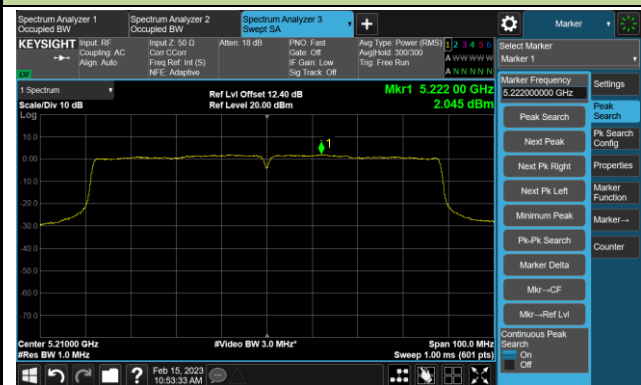 Spectrum Analyzer 1
Occupied BW
Spectrum Analyzer 2
Occupied BW
Spectrum Analyzer 3
Swept SA
Marker
KEYSIGHT
Input: RF
Coupling: AC
Align: Auto
Input Z: 50 Ω
Corr CCorr
Freq Ref: Int (S)
NFE: Adaptive
Atten: 18 dB
PNO: Fast
Gate: Off
IF Gain: Low
Sig Track: Off
Avg Type: Power (RMS)
Avg|Hold: 300/300
Trig: Free Run
1 2 3 4 5 6
A W W W W W
A N N N N N
Select Marker
Marker 1
1 Spectrum
Scale/Div 10 dB
Log
Ref Lvl Offset 12.40 dB
Ref Level 20.00 dBm
Mkr1 5.222 00 GHz
2.045 dBm
1
10.0
0.00
-10.0
-20.0
-30.0
-40.0
-50.0
-60.0
-70.0
Center 5.21000 GHz
#Res BW 1.0 MHz
#Video BW 3.0 MHz*
Span 100.0 MHz
Sweep 1.00 ms (601 pts)
Marker Frequency
5.222000000 GHz
Peak Search
Next Peak
Next Pk Right
Next Pk Left
Minimum Peak
Pk-Pk Search
Marker Delta
Mkr→CF
Mkr→Ref Lvl
Continuous Peak
Search
On
Off
Settings
Peak
Search
Pk Search
Config
Properties
Marker
Function
Marker→
Counter
Feb 15, 2023
10:53:33 AM